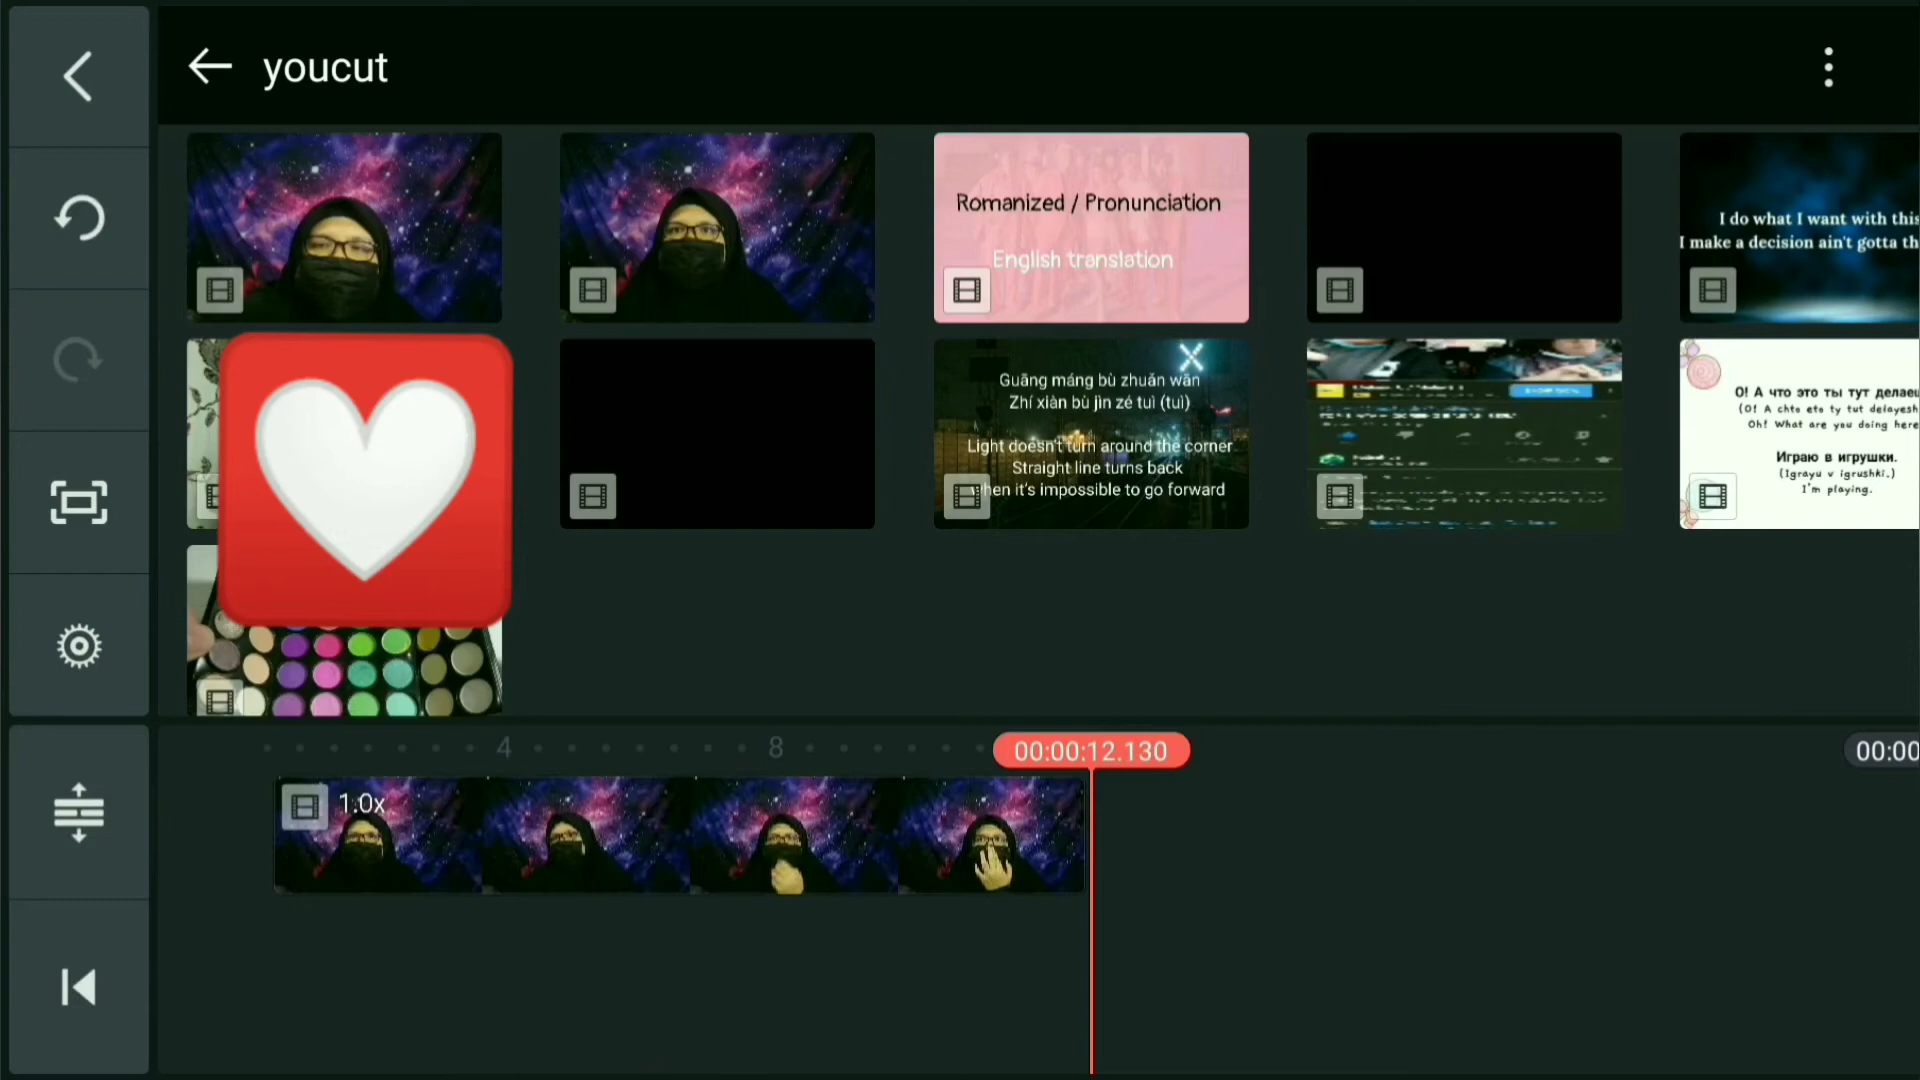 youcut
Romanized / Pronunciation
English translation
I do what I want with this
I make a decision ain't gotta th
Guāng máng bù zhuǎn wān
Zhí xiàn bù jìn zé tuì (tuì)
Light doesn't turn around the corner
Straight line turns back
when it's impossible to go forward
О! А что это ты тут делаеш
(O! A chto eto ty tut delayesh
Oh! What are you doing here
Играю в игрушки.
(Igrayu v igrushki.)
I'm playing.
4
8
00:00:12.130
00:00
1.0x